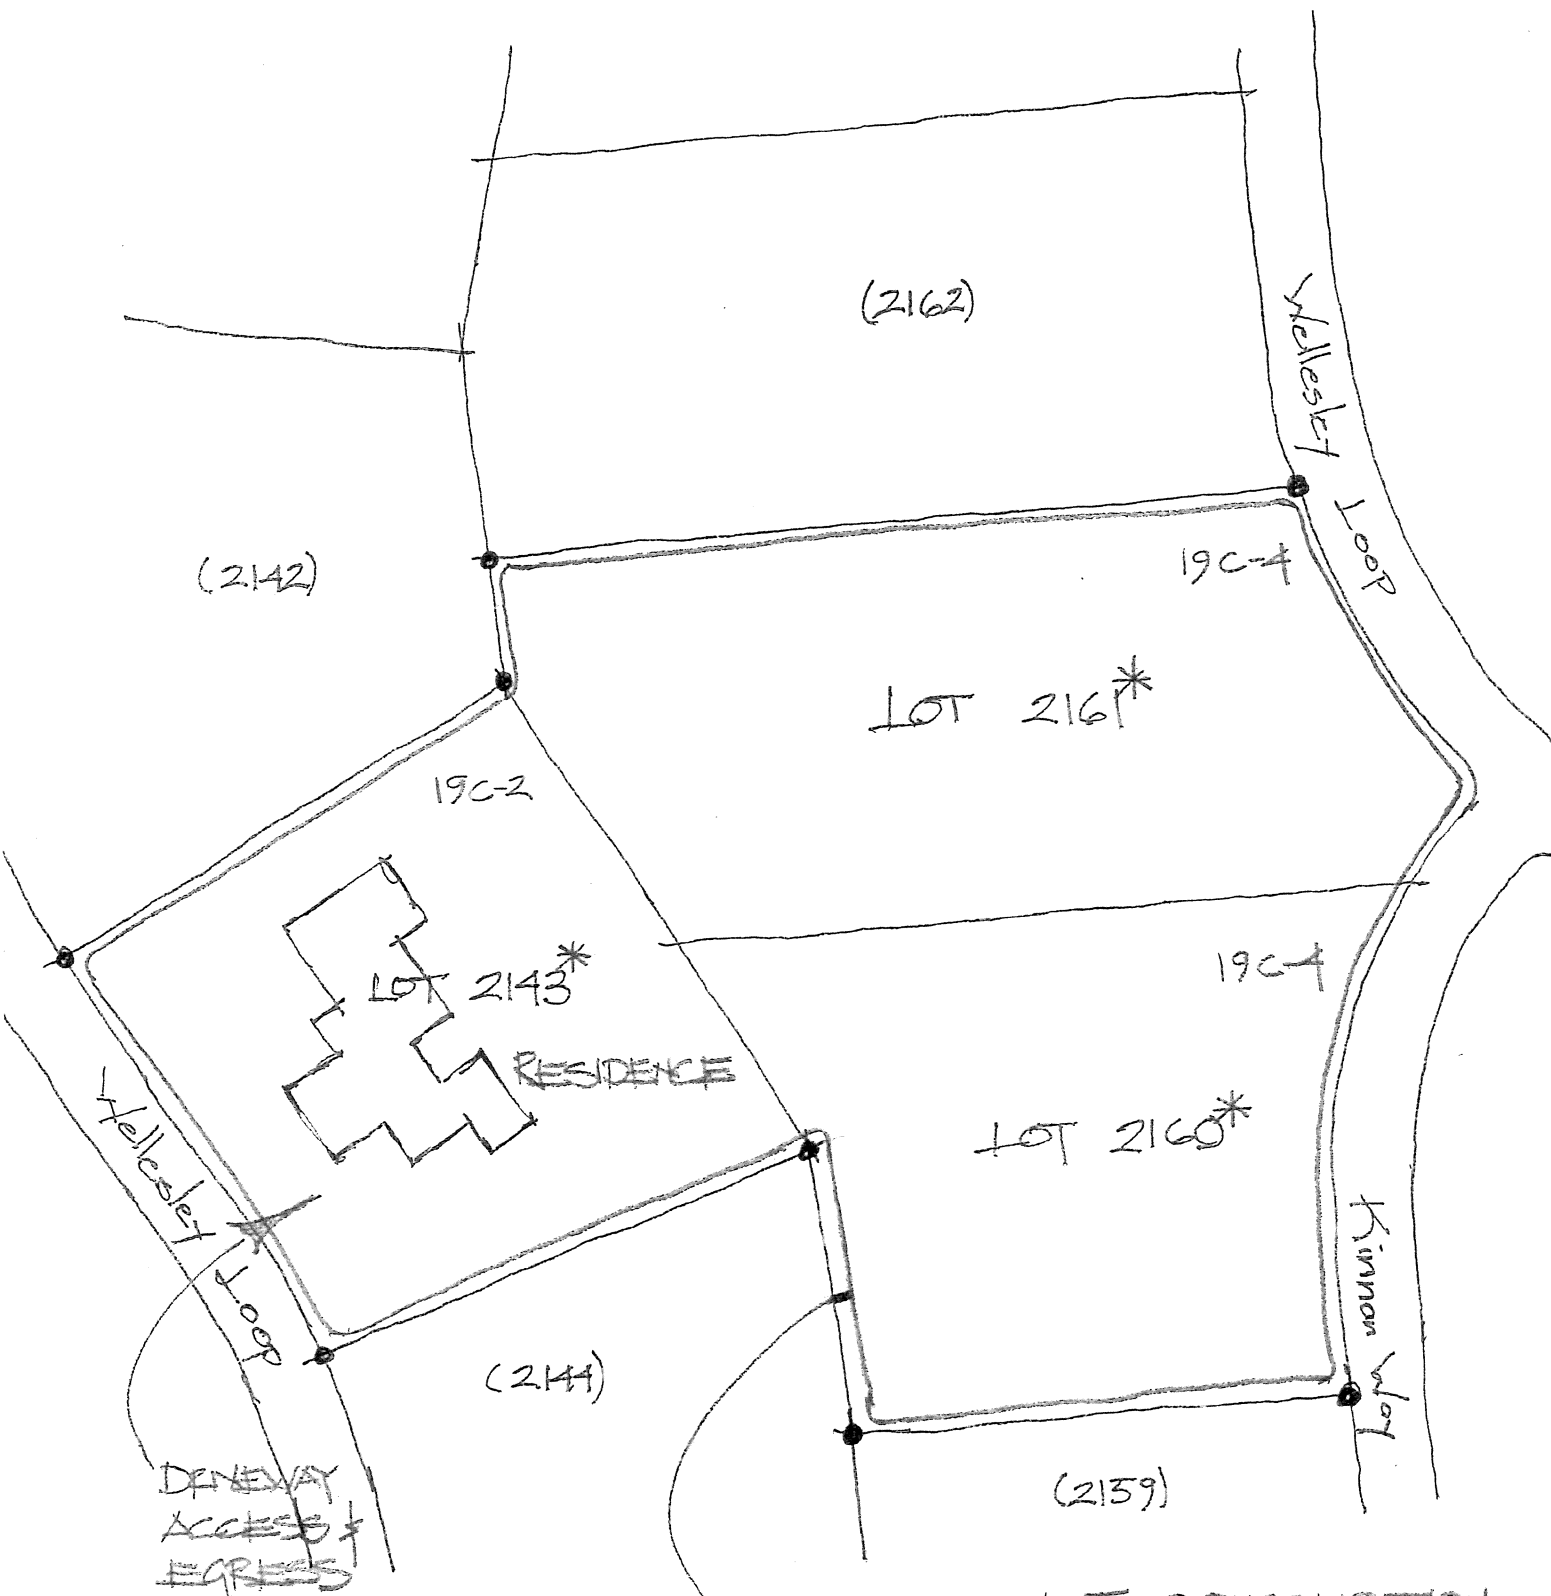 (2162)
Wellesley
Loop
(2142)
19C-4
LOT 2161*
19C-2
LOT 2143*
19C-4
RESIDENCE
Wellesley
Loop
LOT 2160*
Kinnan Way
(2144)
(2159)
DRIVEWAY
ACCESS &
EGRESS